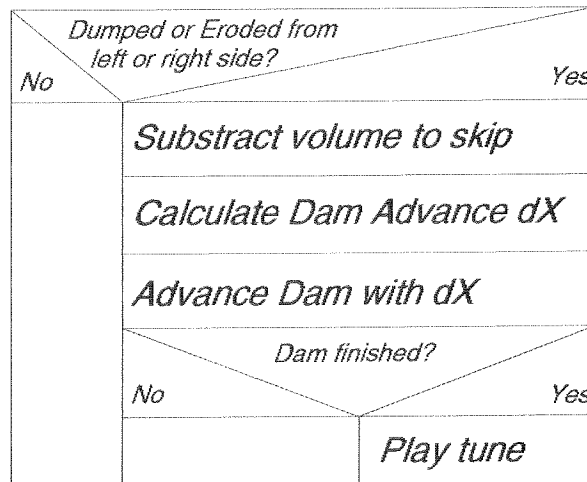 Dumped or Eroded from
left or right side?
No
Yes
Substract volume to skip
Calculate Dam Advance dX
Advance Dam with dX
Dam finished?
No
Yes
Play tune